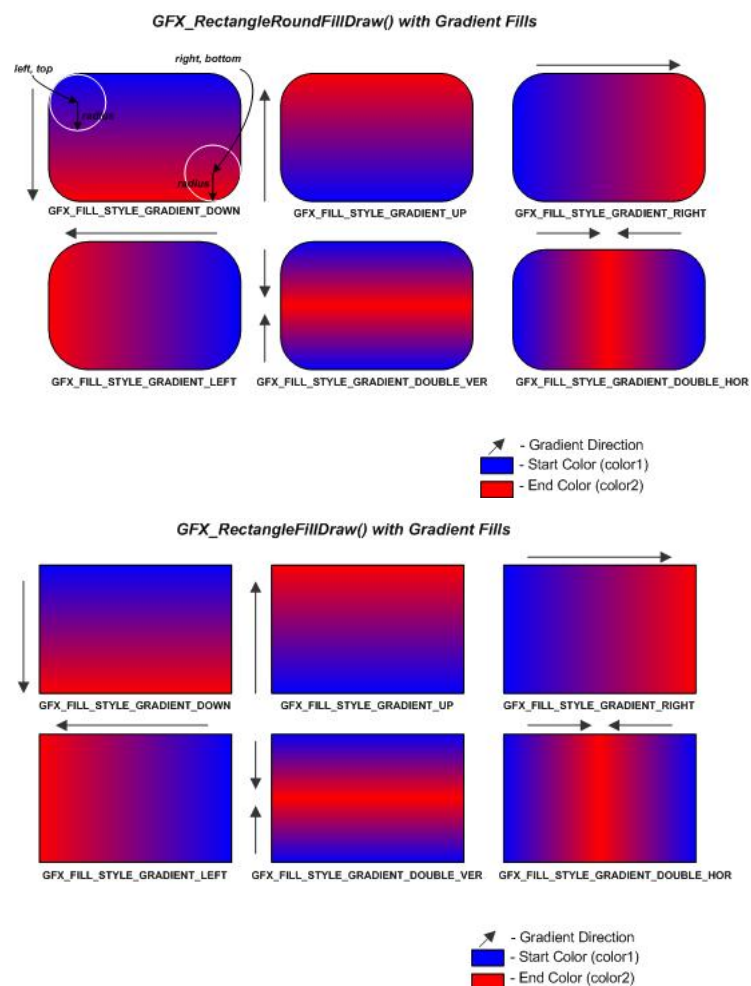 GFX_RectangleRoundFillDraw() with Gradient Fills
left, top
right, bottom
radius
radius
GFX_FILL_STYLE_GRADIENT_DOWN
GFX_FILL_STYLE_GRADIENT_UP
GFX_FILL_STYLE_GRADIENT_RIGHT
GFX_FILL_STYLE_GRADIENT_LEFT
GFX_FILL_STYLE_GRADIENT_DOUBLE_VER
GFX_FILL_STYLE_GRADIENT_DOUBLE_HOR
- Gradient Direction
- Start Color (color1)
- End Color (color2)
GFX_RectangleFillDraw() with Gradient Fills
GFX_FILL_STYLE_GRADIENT_DOWN
GFX_FILL_STYLE_GRADIENT_UP
GFX_FILL_STYLE_GRADIENT_RIGHT
GFX_FILL_STYLE_GRADIENT_LEFT
GFX_FILL_STYLE_GRADIENT_DOUBLE_VER
GFX_FILL_STYLE_GRADIENT_DOUBLE_HOR
- Gradient Direction
- Start Color (color1)
- End Color (color2)